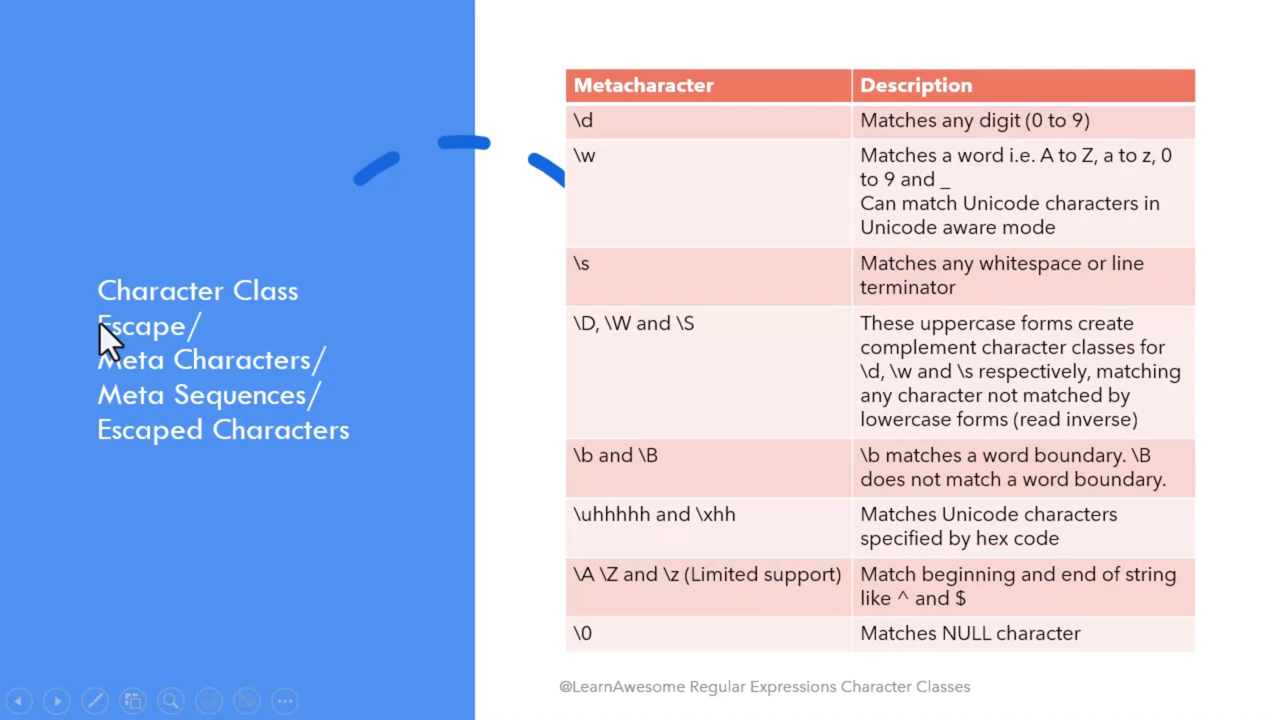 Character Class
Escape/
Meta Characters/
Meta Sequences/
Escaped Characters
Metacharacter Description
\d Matches any digit (0 to 9)
\w Matches a word i.e. A to Z, a to z, 0
to 9 and _
Can match Unicode characters in
Unicode aware mode
\s Matches any whitespace or line
terminator
\D, \W and \S These uppercase forms create
complement character classes for
\d, \w and \s respectively, matching
any character not matched by
lowercase forms (read inverse)
\b and \B \b matches a word boundary. \B
does not match a word boundary.
\uhhhhh and \xhh Matches Unicode characters
specified by hex code
\A \Z and \z (Limited support) Match beginning and end of string
like ^ and $
\0 Matches NULL character
@LearnAwesome Regular Expressions Character Classes